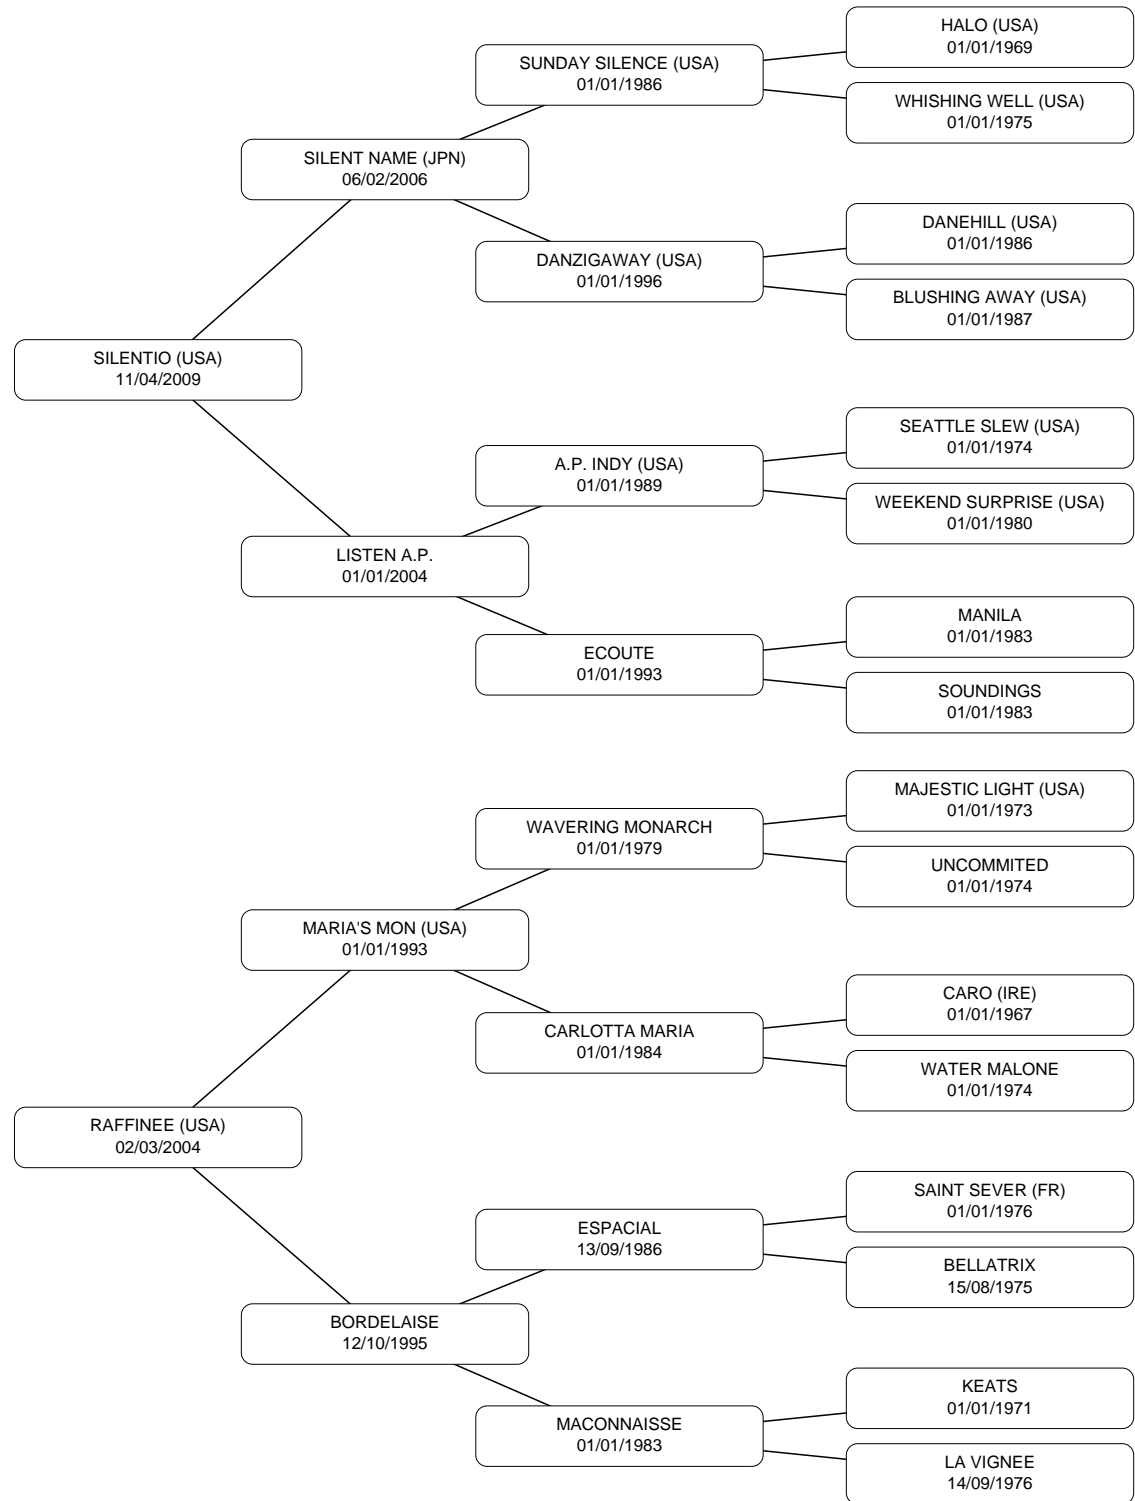 HALO (USA)
01/01/1969
SUNDAY SILENCE (USA)
01/01/1986
WHISHING WELL (USA)
01/01/1975
SILENT NAME (JPN)
06/02/2006
DANEHILL (USA)
01/01/1986
DANZIGAWAY (USA)
01/01/1996
BLUSHING AWAY (USA)
01/01/1987
SILENTIO (USA)
11/04/2009
SEATTLE SLEW (USA)
01/01/1974
A.P. INDY (USA)
01/01/1989
WEEKEND SURPRISE (USA)
01/01/1980
LISTEN A.P.
01/01/2004
MANILA
01/01/1983
ECOUTE
01/01/1993
SOUNDINGS
01/01/1983
MAJESTIC LIGHT (USA)
01/01/1973
WAVERING MONARCH
01/01/1979
UNCOMMITED
01/01/1974
MARIA'S MON (USA)
01/01/1993
CARO (IRE)
01/01/1967
CARLOTTA MARIA
01/01/1984
WATER MALONE
01/01/1974
RAFFINEE (USA)
02/03/2004
SAINT SEVER (FR)
01/01/1976
ESPACIAL
13/09/1986
BELLATRIX
15/08/1975
BORDELAISE
12/10/1995
KEATS
01/01/1971
MACONNAISSE
01/01/1983
LA VIGNEE
14/09/1976